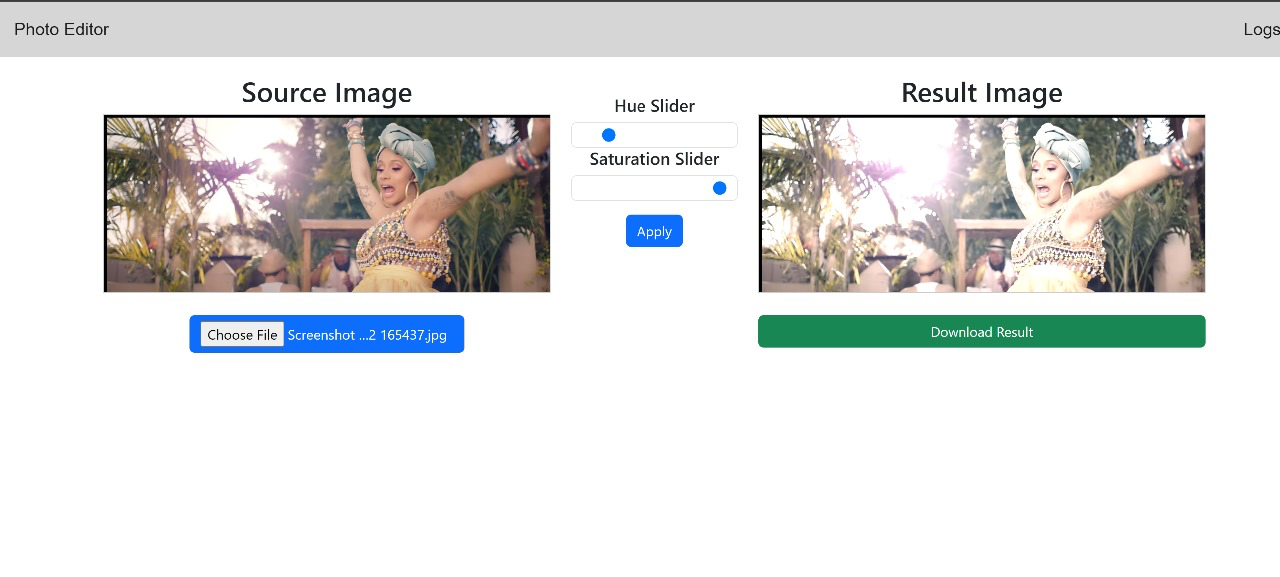 Photo Editor
Logs
Source Image
Hue Slider
Saturation Slider
Apply
Result Image
Choose File Screenshot ...2 165437.jpg
Download Result